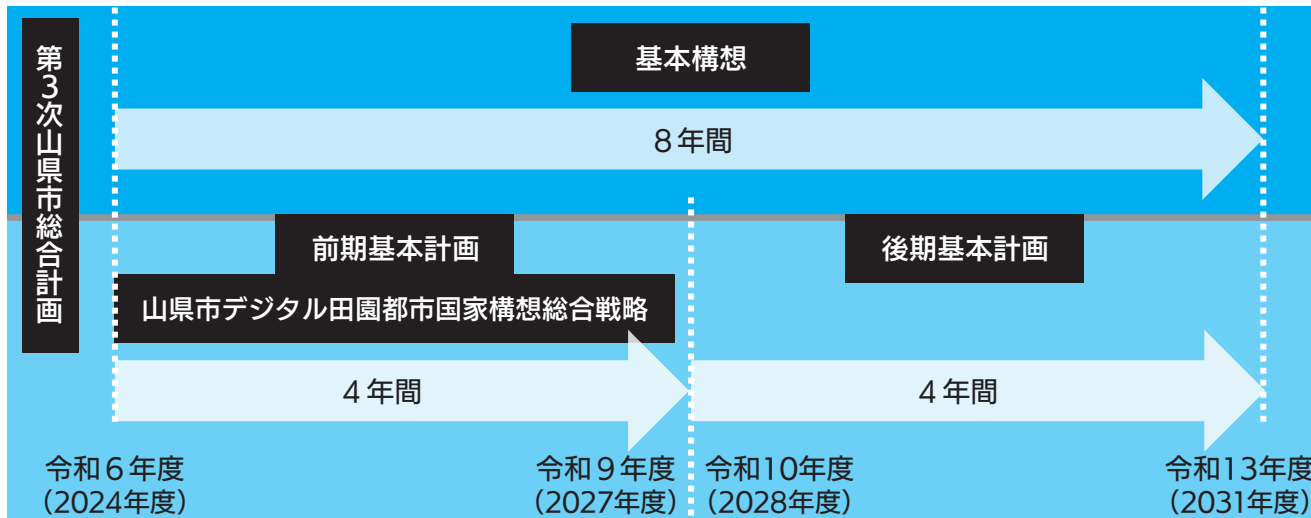 第3次山県市総合計画
基本構想
8年間
前期基本計画
後期基本計画
山県市デジタル田園都市国家構想総合戦略
4年間
4年間
令和6年度
(2024年度)
令和9年度
(2027年度)
令和10年度
(2028年度)
令和13年度
(2031年度)